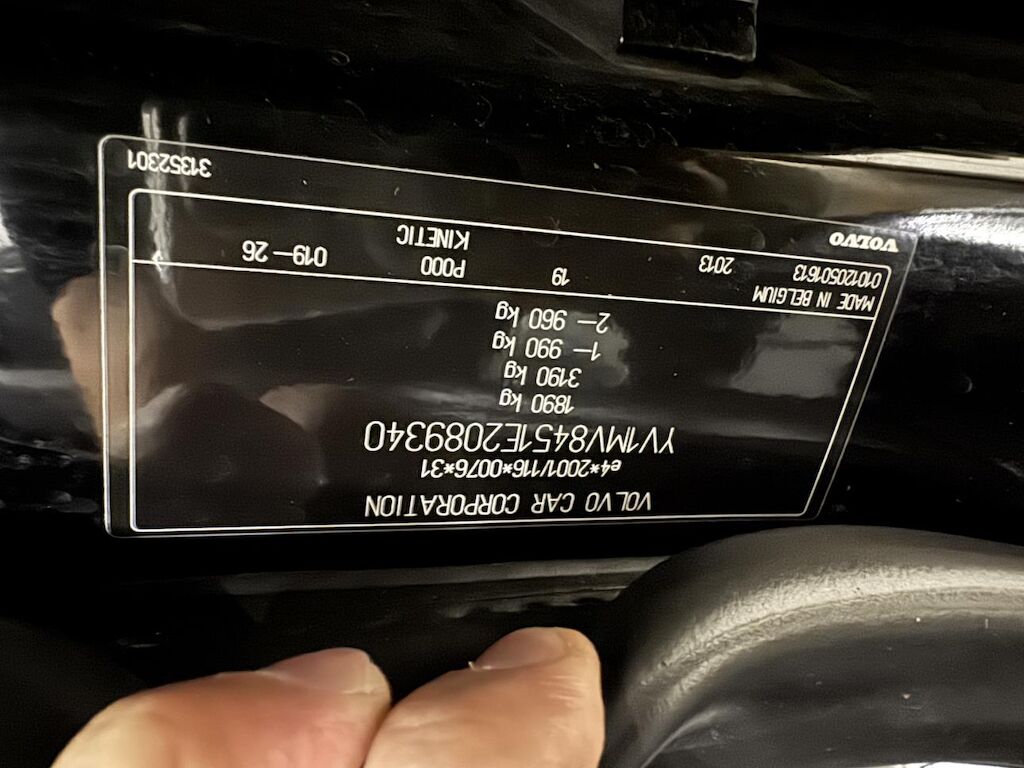 VOLVO CAR CORPORATION
e4*2001/116*0076*31
YV1MV8451E2089340
1890 kg
3190 kg
1– 990 kg
2– 960 kg
MADE IN BELGIUM
010120501613 2013 19 P000 019–26
KINETIC
VOLVO
31352301